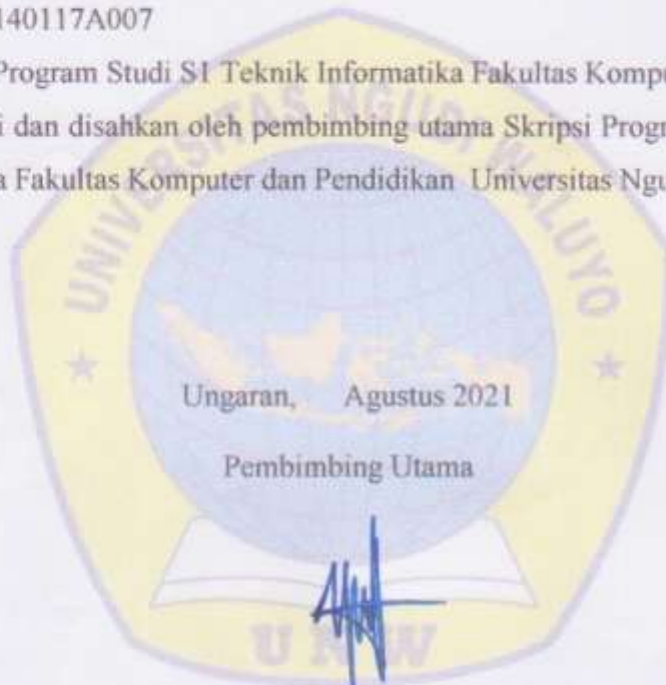 140117A007
Program Studi S1 Teknik Informatika Fakultas Kompu
i dan disahkan oleh pembimbing utama Skripsi Progr
a Fakultas Komputer dan Pendidikan Universitas Ngu
UNIVERSITAS NGUDI WALUYO
Ungaran, Agustus 2021
Pembimbing Utama
UNW